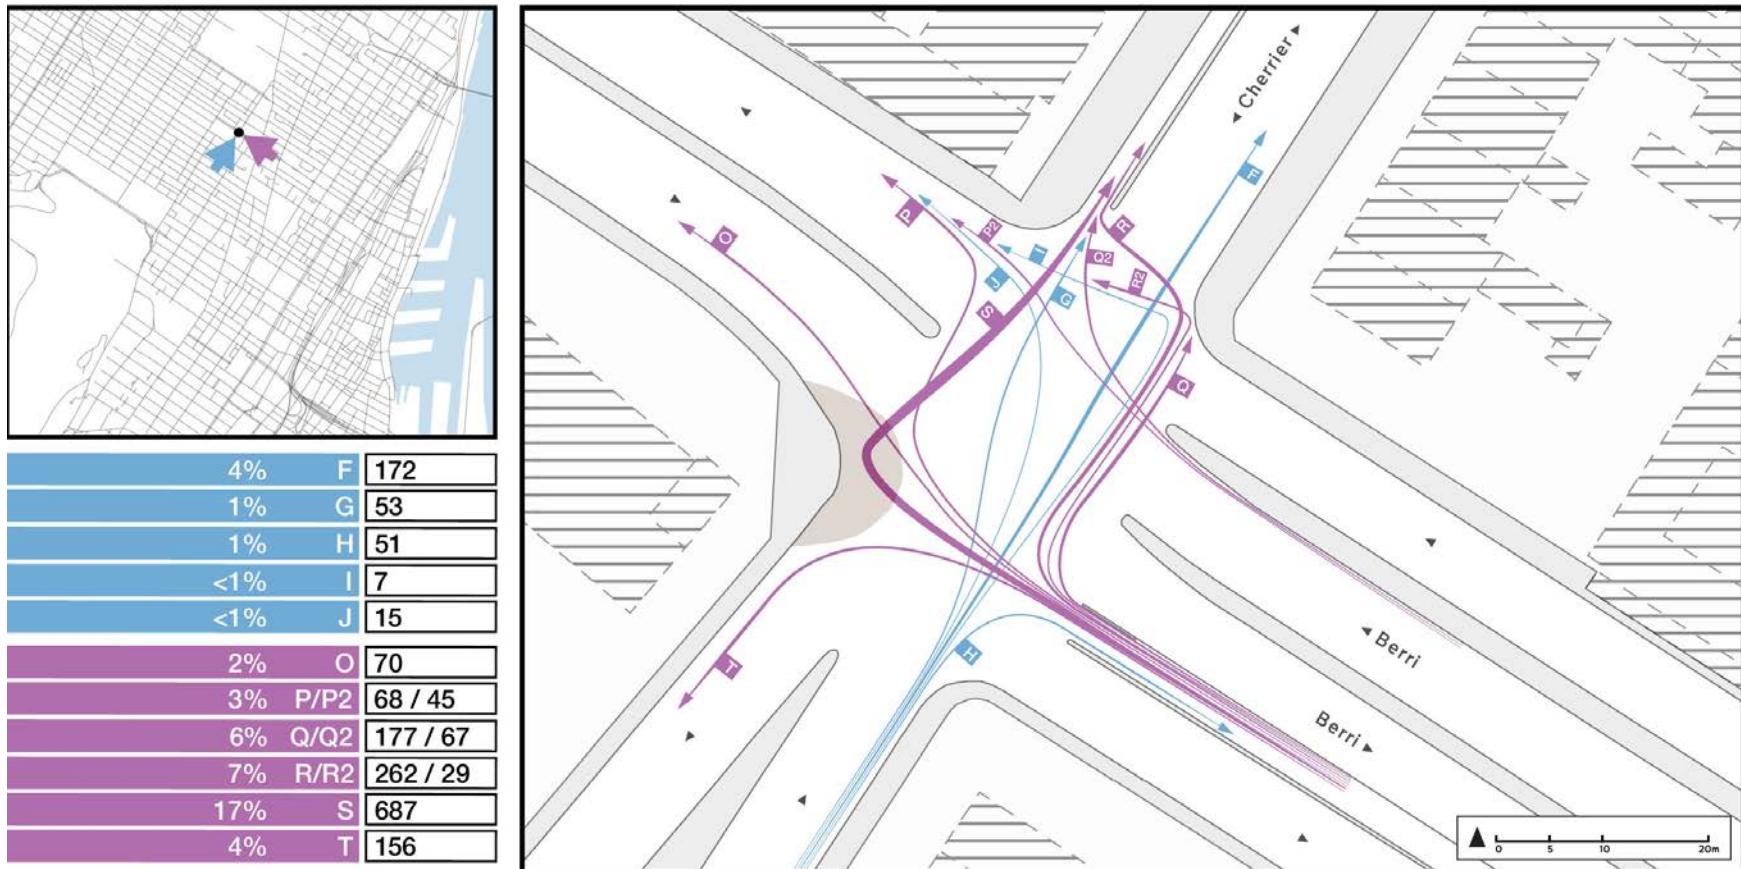 4% F 172
1% G 53
1% H 51
<1% I 7
<1% J 15
2% O 70
3% P/P2 68 / 45
6% Q/Q2 177 / 67
7% R/R2 262 / 29
17% S 687
4% T 156
Cherrier
F
P
O
P2
I
J
G
S
R
Q2
R2
Q
H
T
Berri
Berri
0 5 10 20m